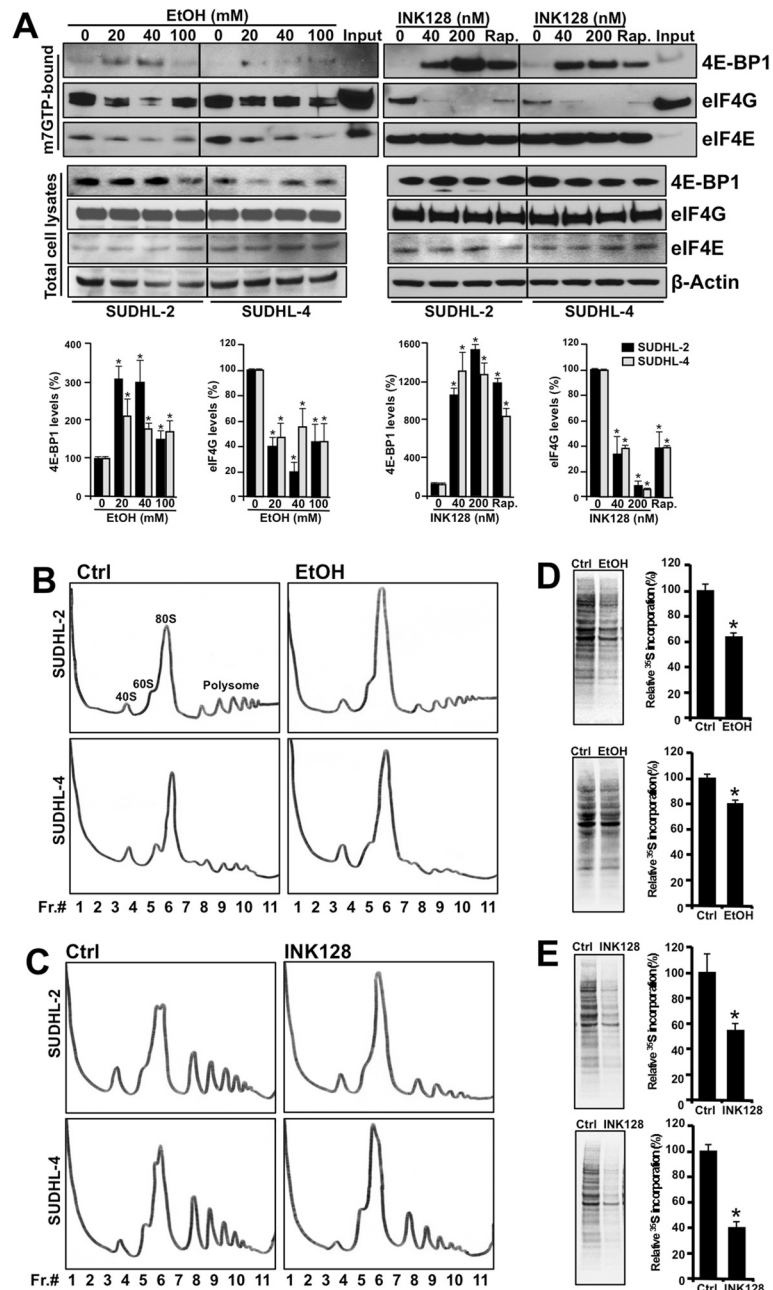 A
EtOH (mM)
0 20 40 100 0 20 40 100 Input
INK128 (nM) INK128 (nM)
0 40 200 Rap. 0 40 200 Rap. Input
m7GTP-bound
4E-BP1
eIF4G
eIF4E
Total cell lysates
4E-BP1
eIF4G
eIF4E
β-Actin
SUDHL-2 SUDHL-4 SUDHL-2 SUDHL-4
4E-BP1 levels (%)
400
300
200
100
0
* * * * * *
0 20 40 100
EtOH (mM)
eIF4G levels (%)
120
100
80
60
40
20
0
* * * * * *
0 20 40 100
EtOH (mM)
4E-BP1 levels (%)
1600
1200
800
400
0
* * * * * *
0 40 200 Rap.
INK128 (nM)
eIF4G levels (%)
120
100
80
60
40
20
0
* * * * * *
0 40 200 Rap.
INK128 (nM)
SUDHL-2
SUDHL-4
B
Ctrl EtOH
SUDHL-2
40S 60S 80S Polysome
SUDHL-4
Fr.# 1 2 3 4 5 6 7 8 9 10 11 1 2 3 4 5 6 7 8 9 10 11
C
Ctrl INK128
SUDHL-2
SUDHL-4
Fr.# 1 2 3 4 5 6 7 8 9 10 11 1 2 3 4 5 6 7 8 9 10 11
D
Ctrl EtOH
Relative ³⁵S incorporation (%)
120
100
80
60
40
20
0
*
Ctrl EtOH
Ctrl EtOH
Relative ³⁵S incorporation (%)
120
100
80
60
40
20
0
*
Ctrl EtOH
E
Ctrl INK128
Relative ³⁵S incorporation (%)
120
100
80
60
40
20
0
*
Ctrl INK128
Ctrl INK128
Relative ³⁵S incorporation (%)
120
100
80
60
40
20
0
*
Ctrl INK128